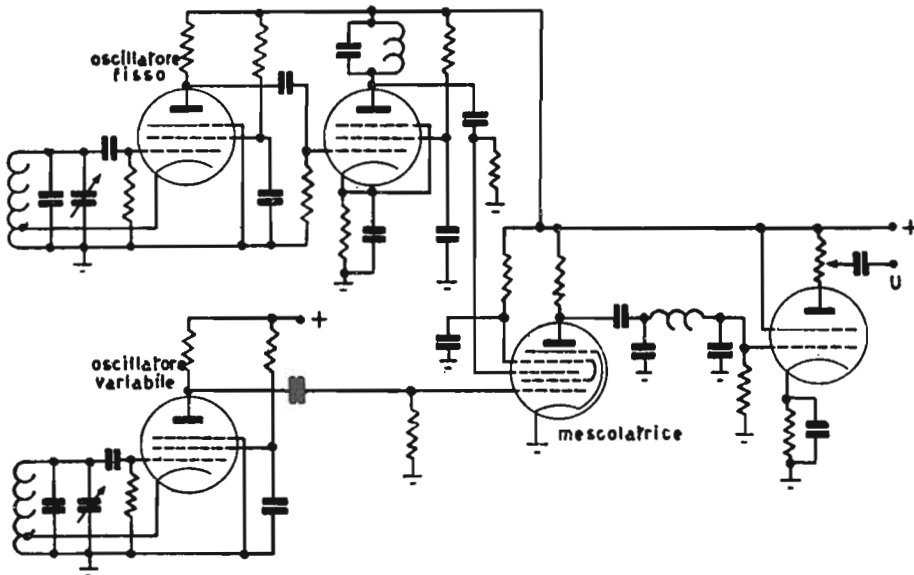 oscillatore
fisso
+
U
+
oscillatore
variabile
mescolatrice